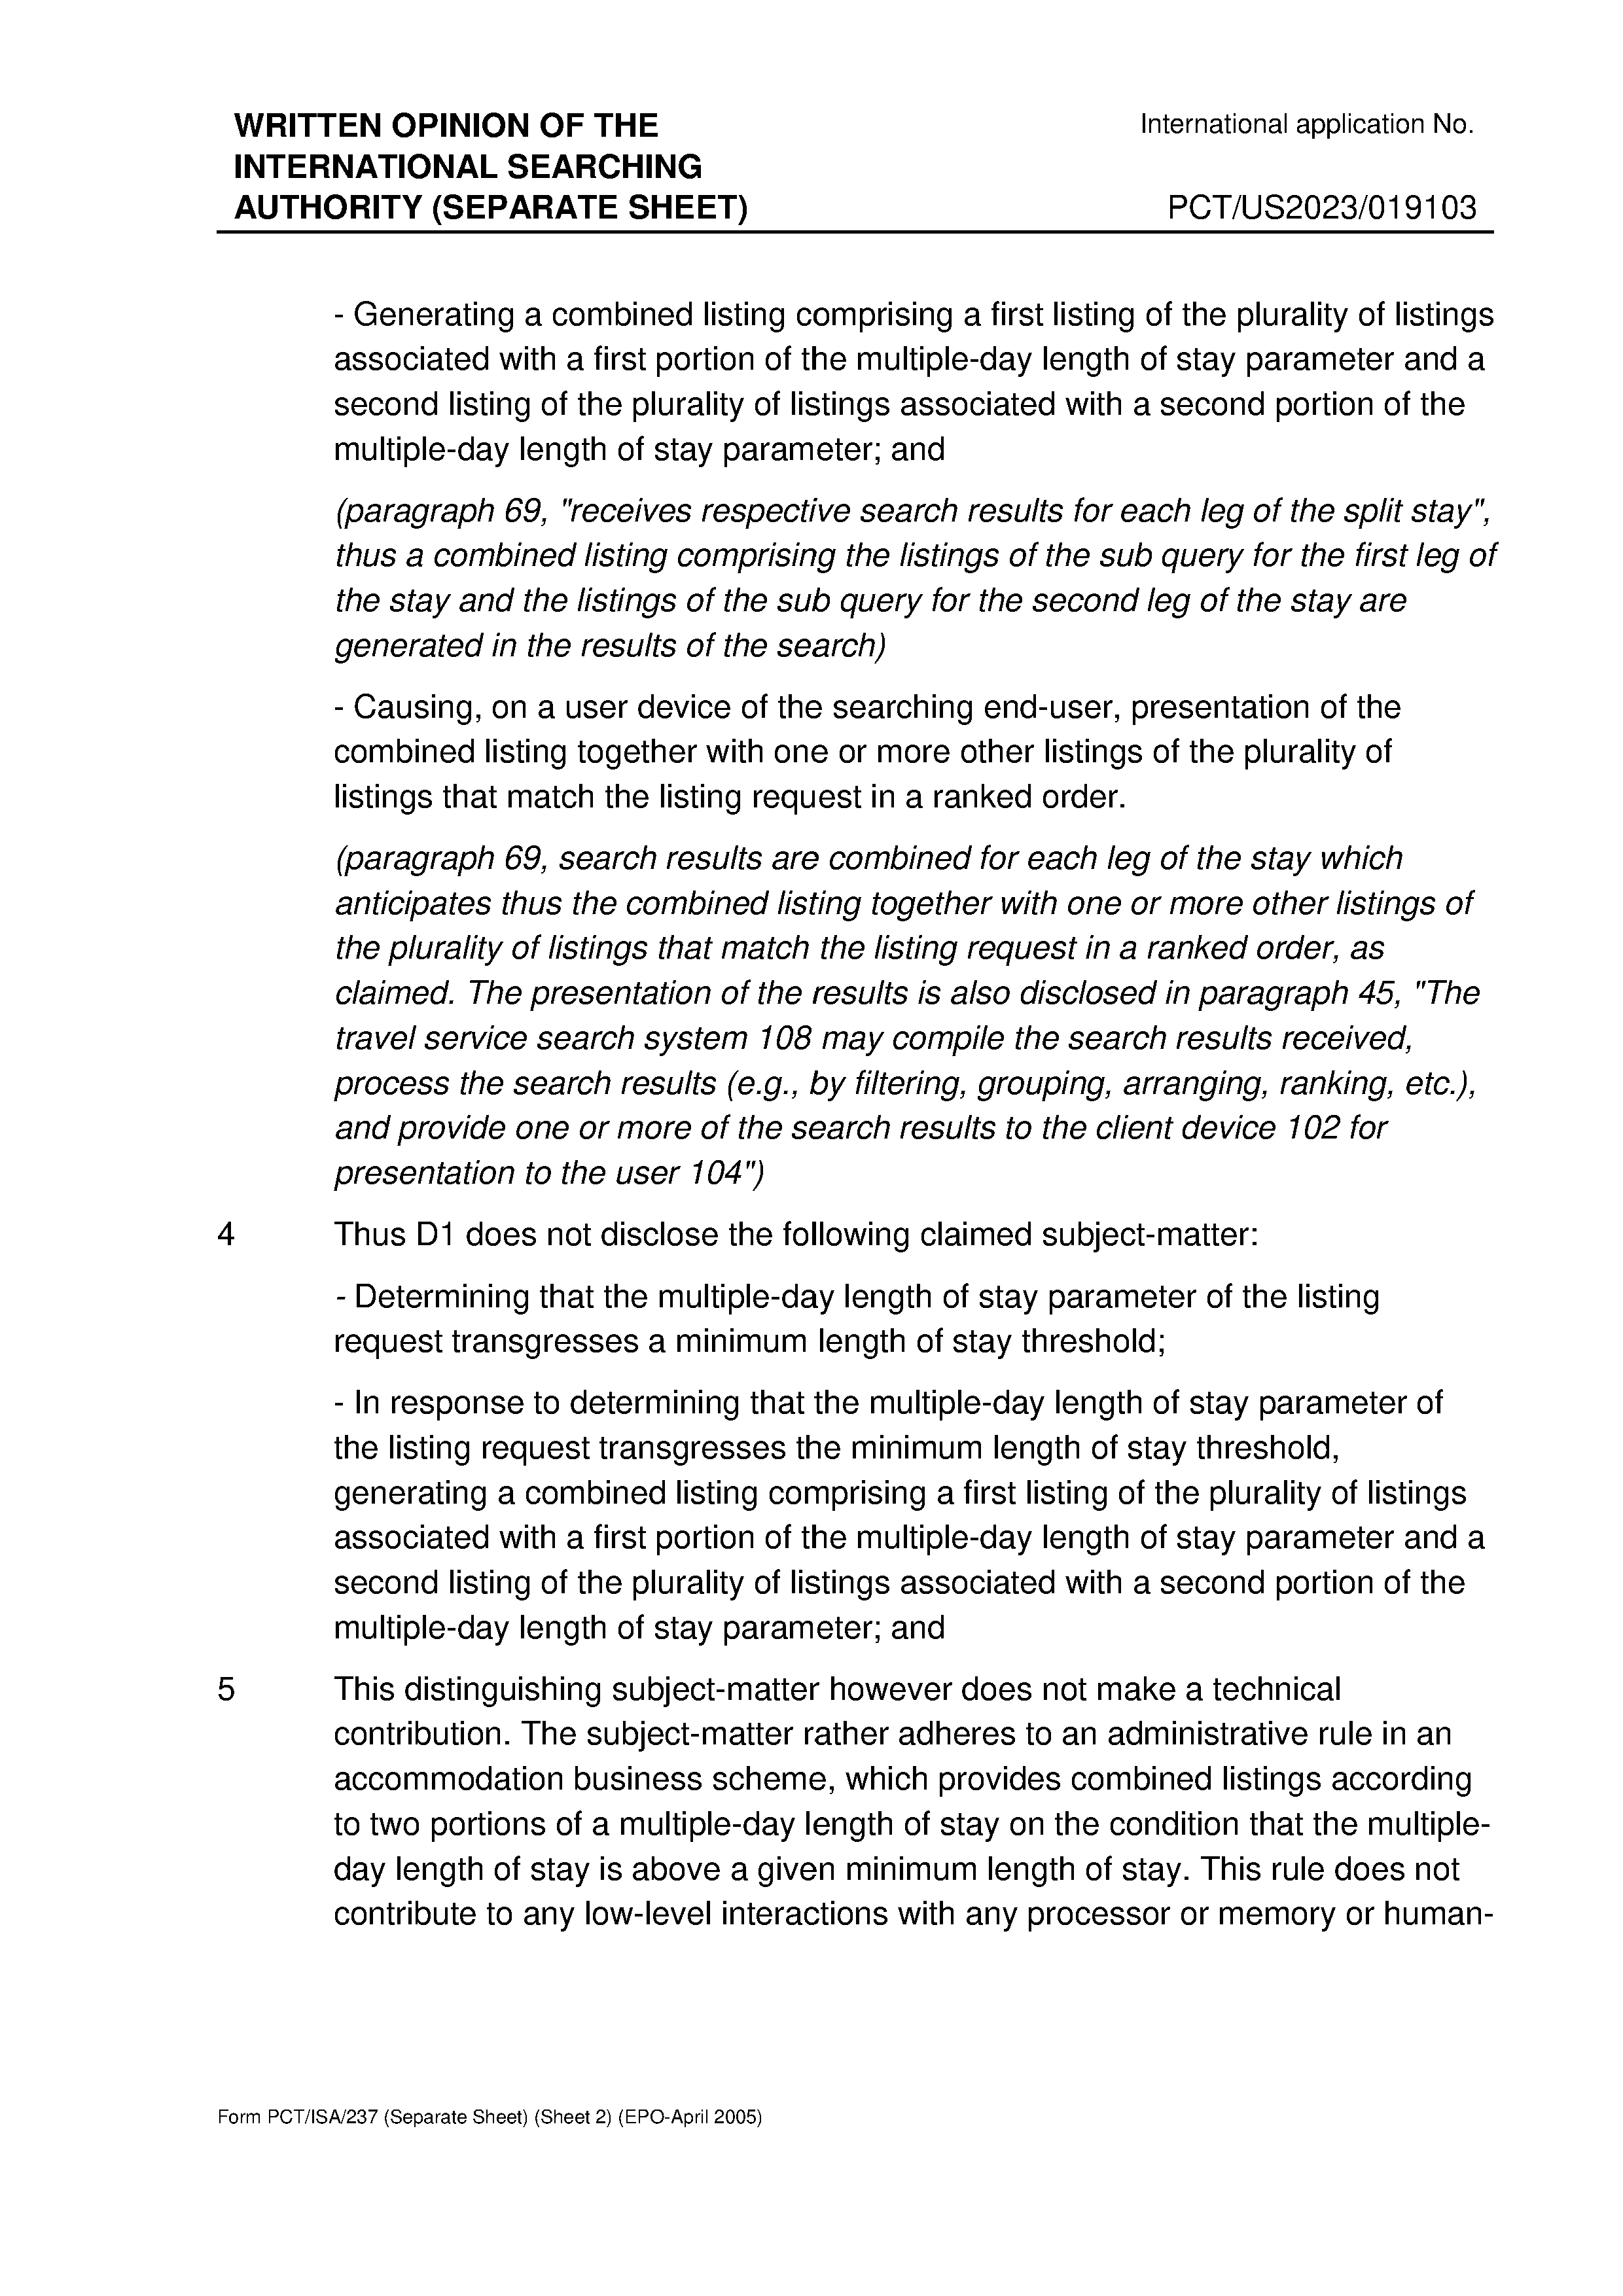 WRITTEN OPINION OF THE
INTERNATIONAL SEARCHING
AUTHORITY (SEPARATE SHEET)
International application No.
PCT/US2023/019103
- Generating a combined listing comprising a first listing of the plurality of listings
associated with a first portion of the multiple-day length of stay parameter and a
second listing of the plurality of listings associated with a second portion of the
multiple-day length of stay parameter; and
(paragraph 69, "receives respective search results for each leg of the split stay",
thus a combined listing comprising the listings of the sub query for the first leg of
the stay and the listings of the sub query for the second leg of the stay are
generated in the results of the search)
- Causing, on a user device of the searching end-user, presentation of the
combined listing together with one or more other listings of the plurality of
listings that match the listing request in a ranked order.
(paragraph 69, search results are combined for each leg of the stay which
anticipates thus the combined listing together with one or more other listings of
the plurality of listings that match the listing request in a ranked order, as
claimed. The presentation of the results is also disclosed in paragraph 45, "The
travel service search system 108 may compile the search results received,
process the search results (e.g., by filtering, grouping, arranging, ranking, etc.),
and provide one or more of the search results to the client device 102 for
presentation to the user 104")
4 Thus D1 does not disclose the following claimed subject-matter:
- Determining that the multiple-day length of stay parameter of the listing
request transgresses a minimum length of stay threshold;
- In response to determining that the multiple-day length of stay parameter of
the listing request transgresses the minimum length of stay threshold,
generating a combined listing comprising a first listing of the plurality of listings
associated with a first portion of the multiple-day length of stay parameter and a
second listing of the plurality of listings associated with a second portion of the
multiple-day length of stay parameter; and
5 This distinguishing subject-matter however does not make a technical
contribution. The subject-matter rather adheres to an administrative rule in an
accommodation business scheme, which provides combined listings according
to two portions of a multiple-day length of stay on the condition that the multiple-
day length of stay is above a given minimum length of stay. This rule does not
contribute to any low-level interactions with any processor or memory or human-
Form PCT/ISA/237 (Separate Sheet) (Sheet 2) (EPO-April 2005)